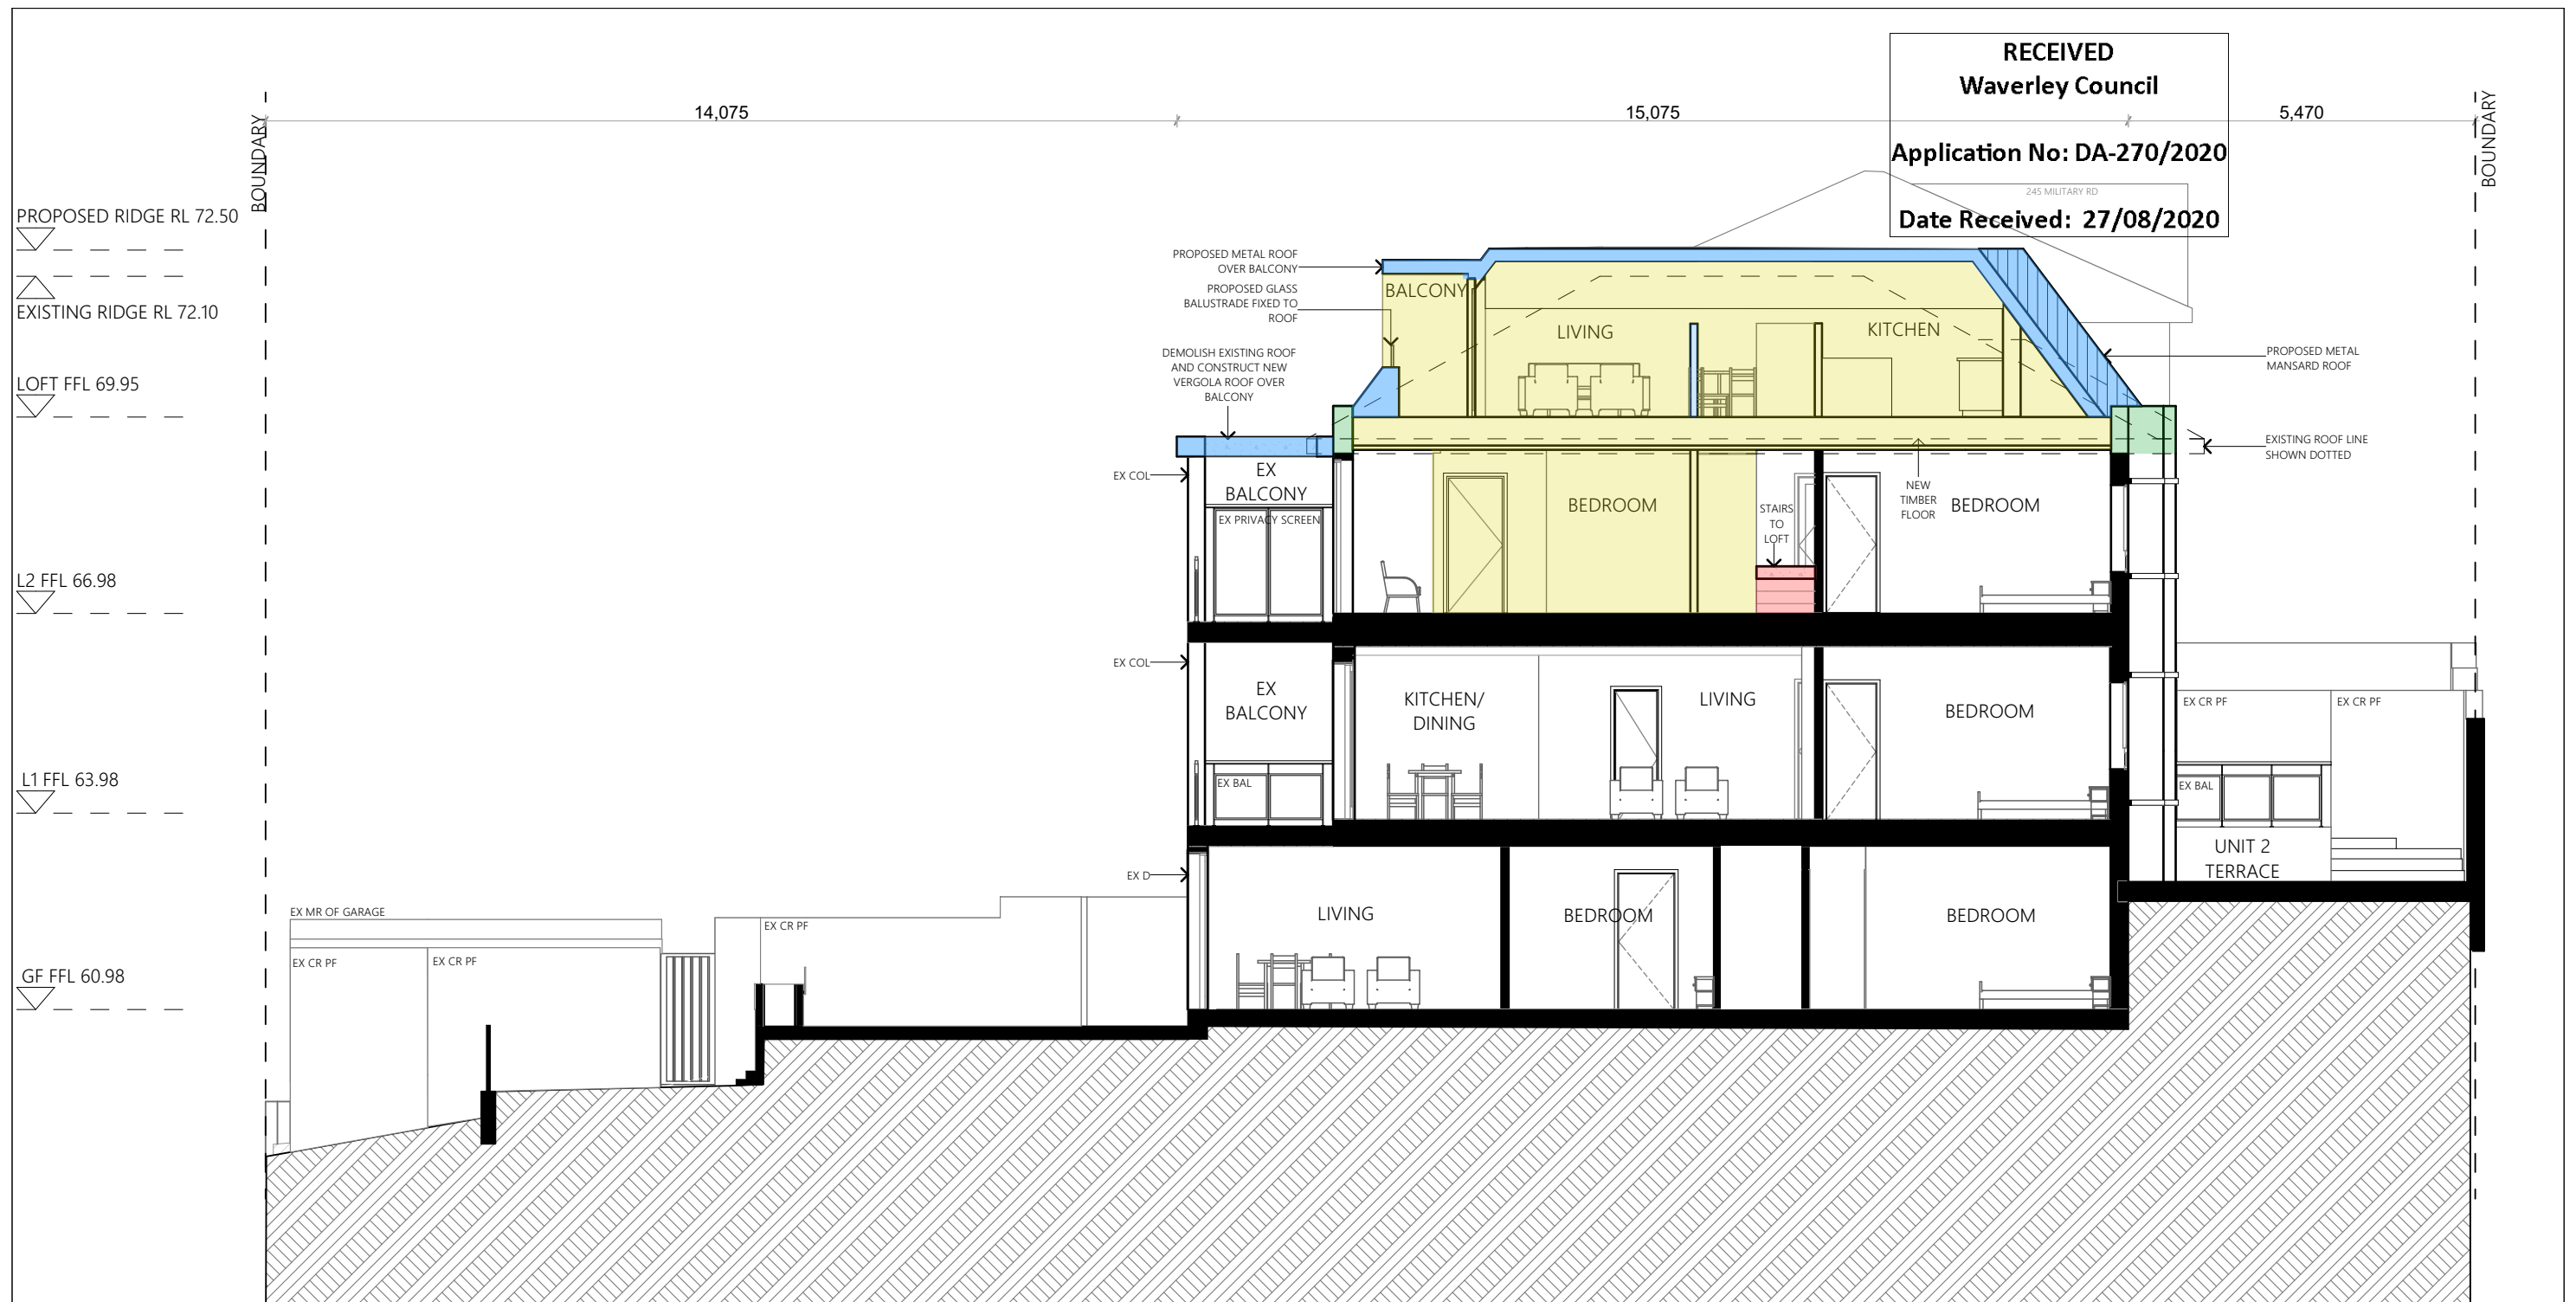 RECEIVED
Waverley Council
Application No: DA-270/2020
Date Received: 27/08/2020
245 MILITARY RD
14,075
15,075
5,470
BOUNDARY
BOUNDARY
PROPOSED RIDGE RL 72.50
EXISTING RIDGE RL 72.10
LOFT FFL 69.95
L2 FFL 66.98
L1 FFL 63.98
GF FFL 60.98
PROPOSED METAL ROOF
OVER BALCONY
PROPOSED GLASS
BALUSTRADE FIXED TO
ROOF
DEMOLISH EXISTING ROOF
AND CONSTRUCT NEW
VERGOLA ROOF OVER
BALCONY
BALCONY
LIVING
KITCHEN
PROPOSED METAL
MANSARD ROOF
EXISTING ROOF LINE
SHOWN DOTTED
EX COL
EX
BALCONY
EX PRIVACY SCREEN
BEDROOM
STAIRS
TO
LOFT
NEW
TIMBER
FLOOR
BEDROOM
EX COL
EX
BALCONY
EX BAL
KITCHEN/
DINING
LIVING
BEDROOM
EX CR PF
EX CR PF
EX BAL
UNIT 2
TERRACE
EX D
LIVING
BEDROOM
BEDROOM
EX MR OF GARAGE
EX CR PF
EX CR PF
EX CR PF